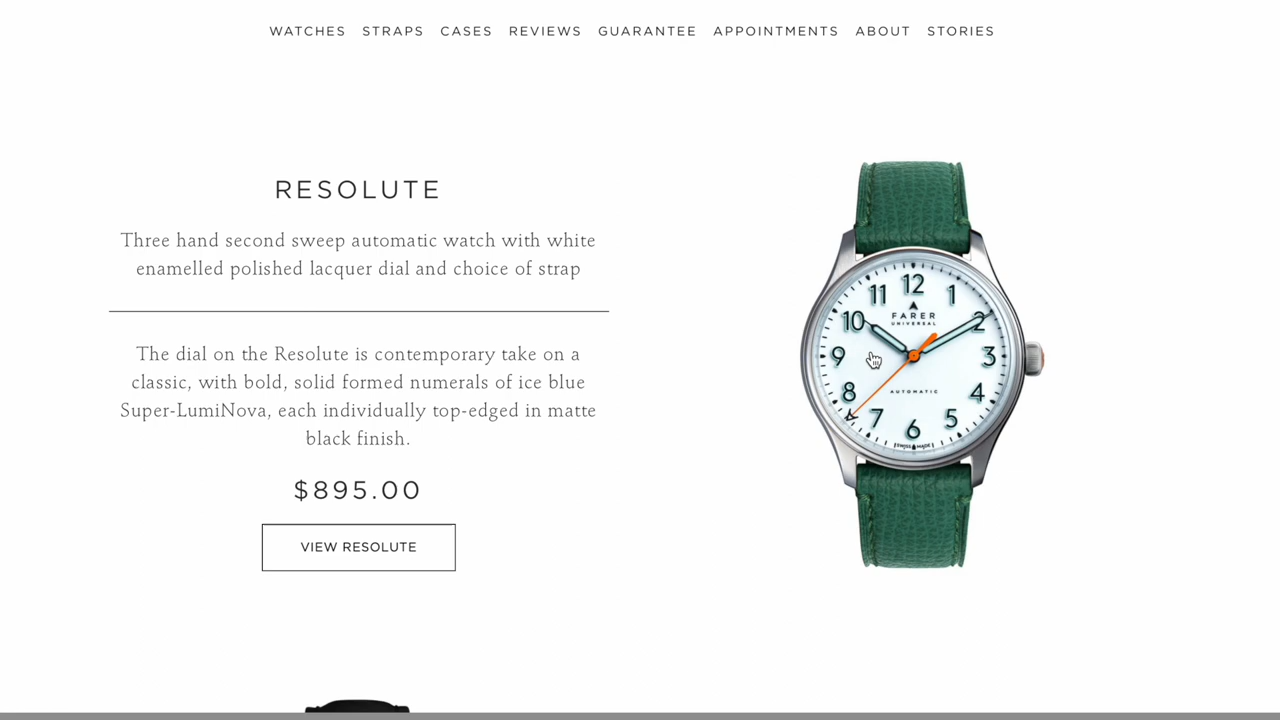 WATCHES STRAPS CASES REVIEWS GUARANTEE APPOINTMENTS ABOUT STORIES
RESOLUTE
Three hand second sweep automatic watch with white
enamelled polished lacquer dial and choice of strap
The dial on the Resolute is contemporary take on a
classic, with bold, solid formed numerals of ice blue
Super-LumiNova, each individually top-edged in matte
black finish.
$895.00
VIEW RESOLUTE
12
11 1
10 2
FARER
UNIVERSAL
9 3
8 4
AUTOMATIC
7 5
6
SWISS MADE